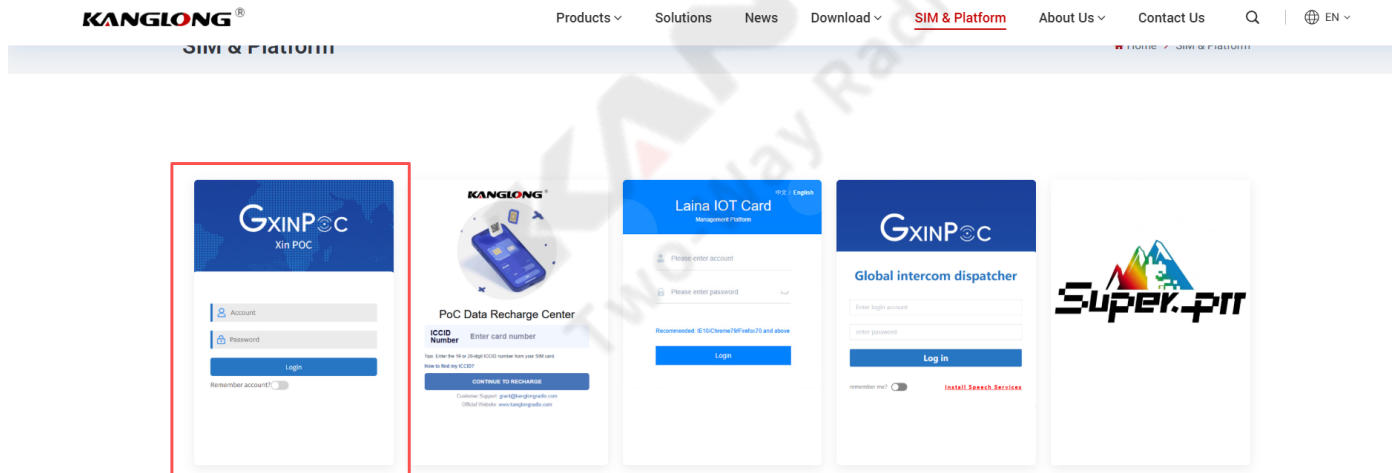 KANGLONG®
Products
Solutions
News
Download
SIM & Platform
About Us
Contact Us
EN
SIM & Platform
Home > SIM & Platform
GXINPOC
Xin POC
Account
Password
Login
Remember account?
KANGLONG®
PoC Data Recharge Center
ICCID
Number
Enter card number
Tips: Enter the 19 or 20-digit ICCID number from your SIM card.
How to find my ICCID?
CONTINUE TO RECHARGE
Customer Support: grant@kanglongradio.com
Official Website: www.kanglongradio.com
中文 / English
Laina IOT Card
Management Platform
Please enter account
Please enter password
Recommended: IE10/Chrome79/Firefox70 and above
Login
GXINPOC
Global intercom dispatcher
Enter login account
enter password
Log in
remember me?
Install Speech Services
Super.ptt
Two-Way Radio